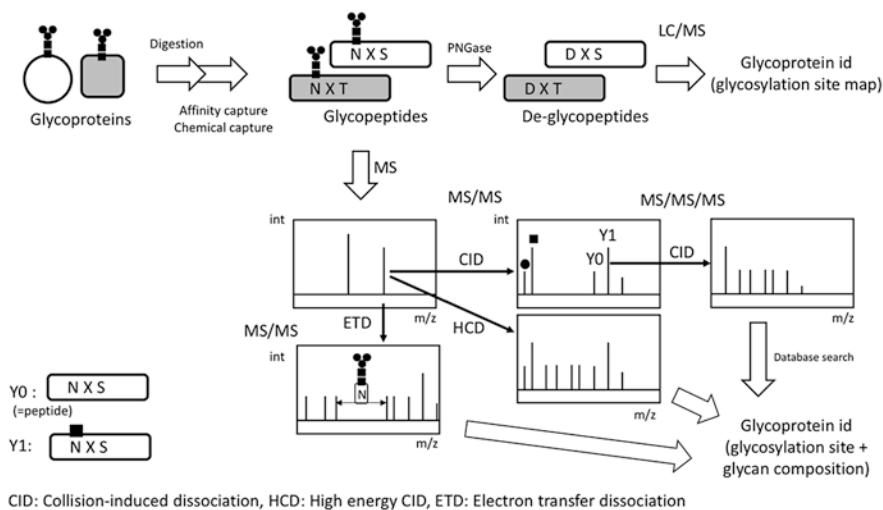 Digestion
Affinity capture
Chemical capture
Glycoproteins
N X S
N X T
Glycopeptides
PNGase
D X S
D X T
De-glycopeptides
LC/MS
Glycoprotein id
(glycosylation site map)
MS
MS/MS
MS/MS/MS
int
m/z
CID
int
Y1
Y0
CID
m/z
ETD
HCD
MS/MS
int
N
m/z
m/z
Database search
Glycoprotein id
(glycosylation site +
glycan composition)
Y0 :
(=peptide)
N X S
Y1:
N X S
CID: Collision-induced dissociation, HCD: High energy CID, ETD: Electron transfer dissociation